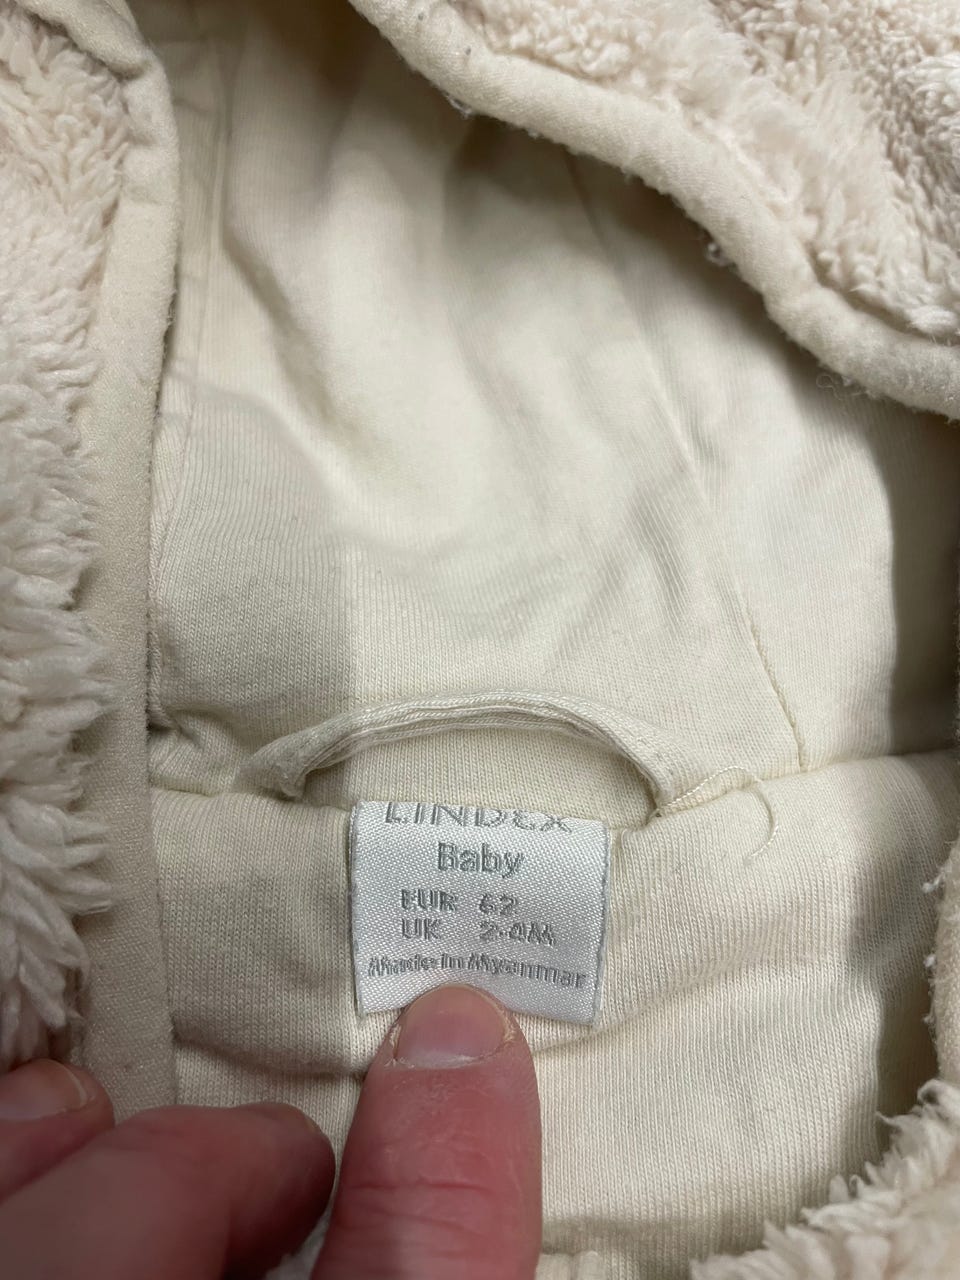 LINDEX
Baby
EUR 62
UK 2-4M
Made in Myanmar